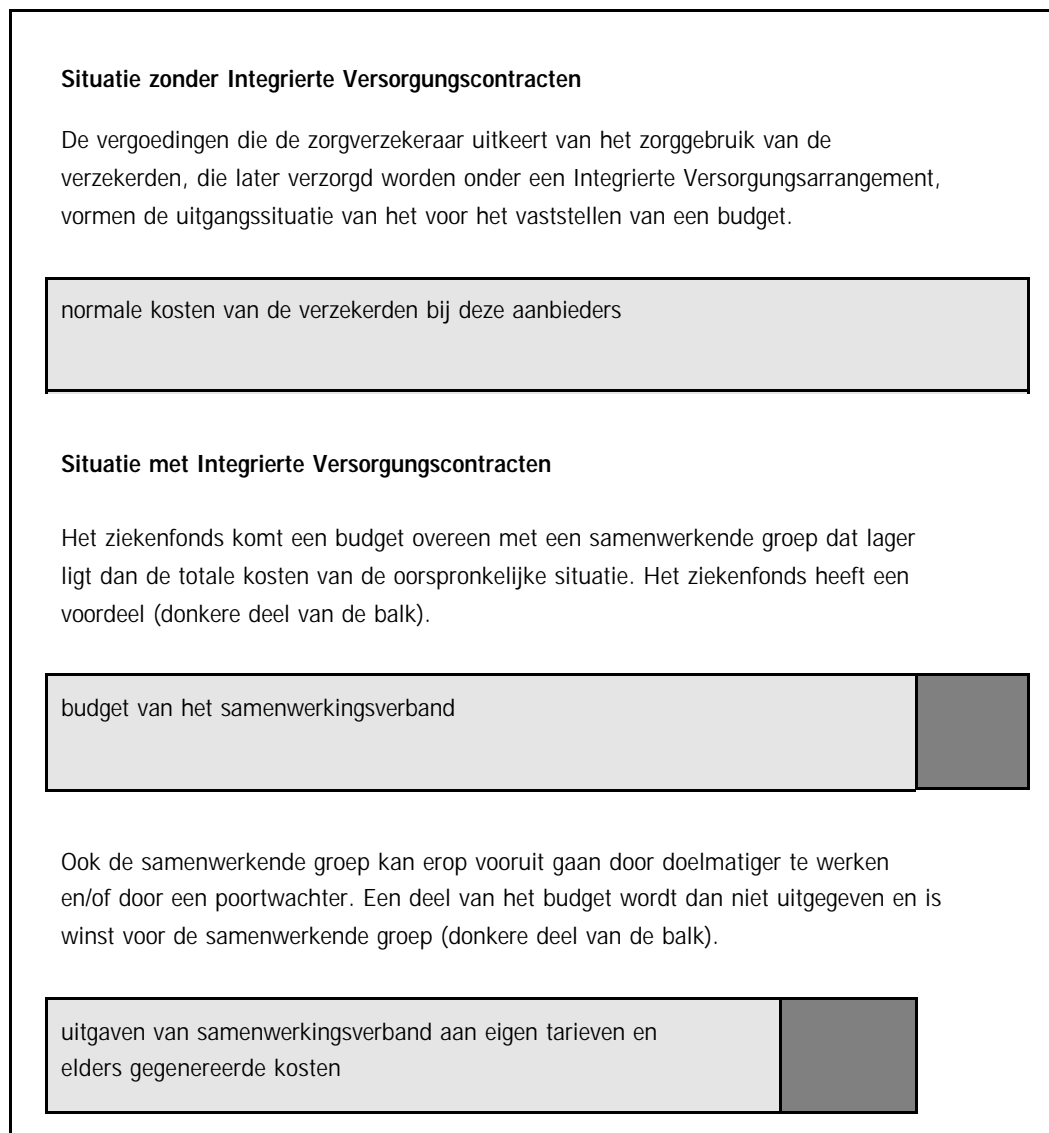 Situatie zonder Integrierte Versorgungscontracten
De vergoedingen die de zorgverzekeraar uitkeert van het zorggebruik van de
verzekerden, die later verzorgd worden onder een Integrierte Versorgungsarrangement,
vormen de uitgangssituatie van het voor het vaststellen van een budget.
normale kosten van de verzekerden bij deze aanbieders
Situatie met Integrierte Versorgungscontracten
Het ziekenfonds komt een budget overeen met een samenwerkende groep dat lager
ligt dan de totale kosten van de oorspronkelijke situatie. Het ziekenfonds heeft een
voordeel (donkere deel van de balk).
budget van het samenwerkingsverband
Ook de samenwerkende groep kan erop vooruit gaan door doelmatiger te werken
en/of door een poortwachter. Een deel van het budget wordt dan niet uitgegeven en is
winst voor de samenwerkende groep (donkere deel van de balk).
uitgaven van samenwerkingsverband aan eigen tarieven en
elders gegenereerde kosten